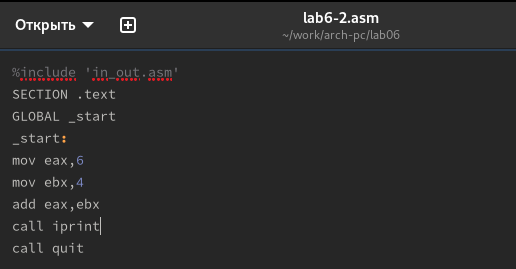 Открыть
lab6-2.asm
~/work/arch-pc/lab06
%include 'in_out.asm'
SECTION .text
GLOBAL _start
_start:
mov eax,6
mov ebx,4
add eax,ebx
call iprint
call quit